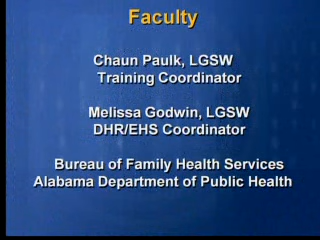 Faculty
Chaun Paulk, LGSW
Training Coordinator
Melissa Godwin, LGSW
DHR/EHS Coordinator
Bureau of Family Health Services
Alabama Department of Public Health